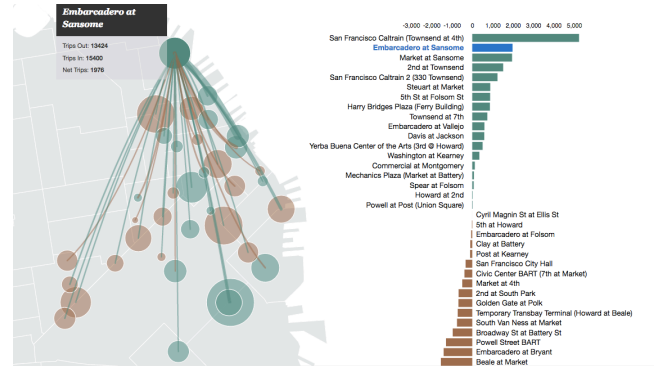 Embarcadero at
Sansome
Trips Out: 13424
Trips In: 15400
Net Trips: 1976
-3,000 -2,000 -1,000 0 1,000 2,000 3,000 4,000 5,000
San Francisco Caltrain (Townsend at 4th)
Embarcadero at Sansome
Market at Sansome
2nd at Townsend
San Francisco Caltrain 2 (330 Townsend)
Steuart at Market
5th St at Folsom St
Harry Bridges Plaza (Ferry Building)
Townsend at 7th
Embarcadero at Vallejo
Davis at Jackson
Yerba Buena Center of the Arts (3rd @ Howard)
Washington at Kearney
Commercial at Montgomery
Mechanics Plaza (Market at Battery)
Spear at Folsom
Howard at 2nd
Powell at Post (Union Square)
Cyril Magnin St at Ellis St
5th at Howard
Embarcadero at Folsom
Clay at Battery
Post at Kearney
San Francisco City Hall
Civic Center BART (7th at Market)
Market at 4th
2nd at South Park
Golden Gate at Polk
Temporary Transbay Terminal (Howard at Beale)
South Van Ness at Market
Broadway St at Battery St
Powell Street BART
Embarcadero at Bryant
Beale at Market